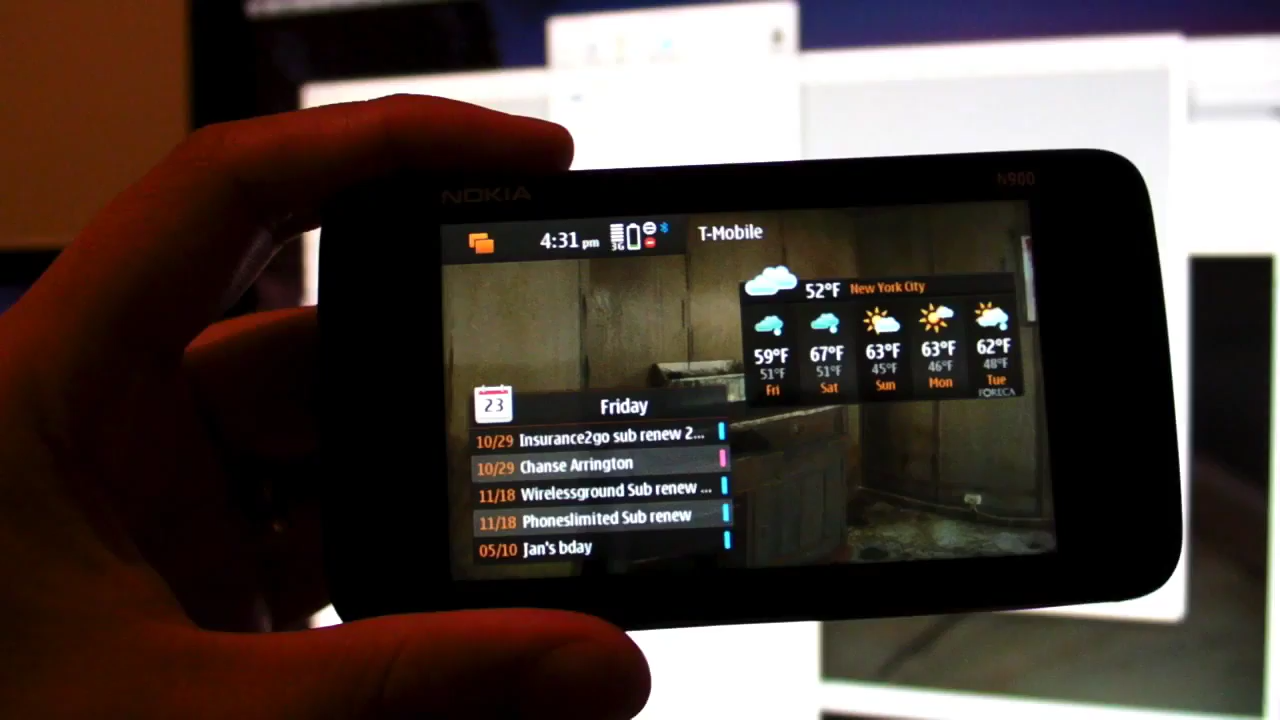 NOKIA
N900
4:31 pm
3G
T-Mobile
52°F New York City
59°F 67°F 63°F 63°F 62°F
51°F 51°F 45°F 46°F 48°F
Fri Sat Sun Mon Tue
FORECA
23 Friday
10/29 Insurance2go sub renew 2...
10/29 Chanse Arrington
11/18 Wirelessground Sub renew ...
11/18 Phoneslimited Sub renew
05/10 Jan's bday